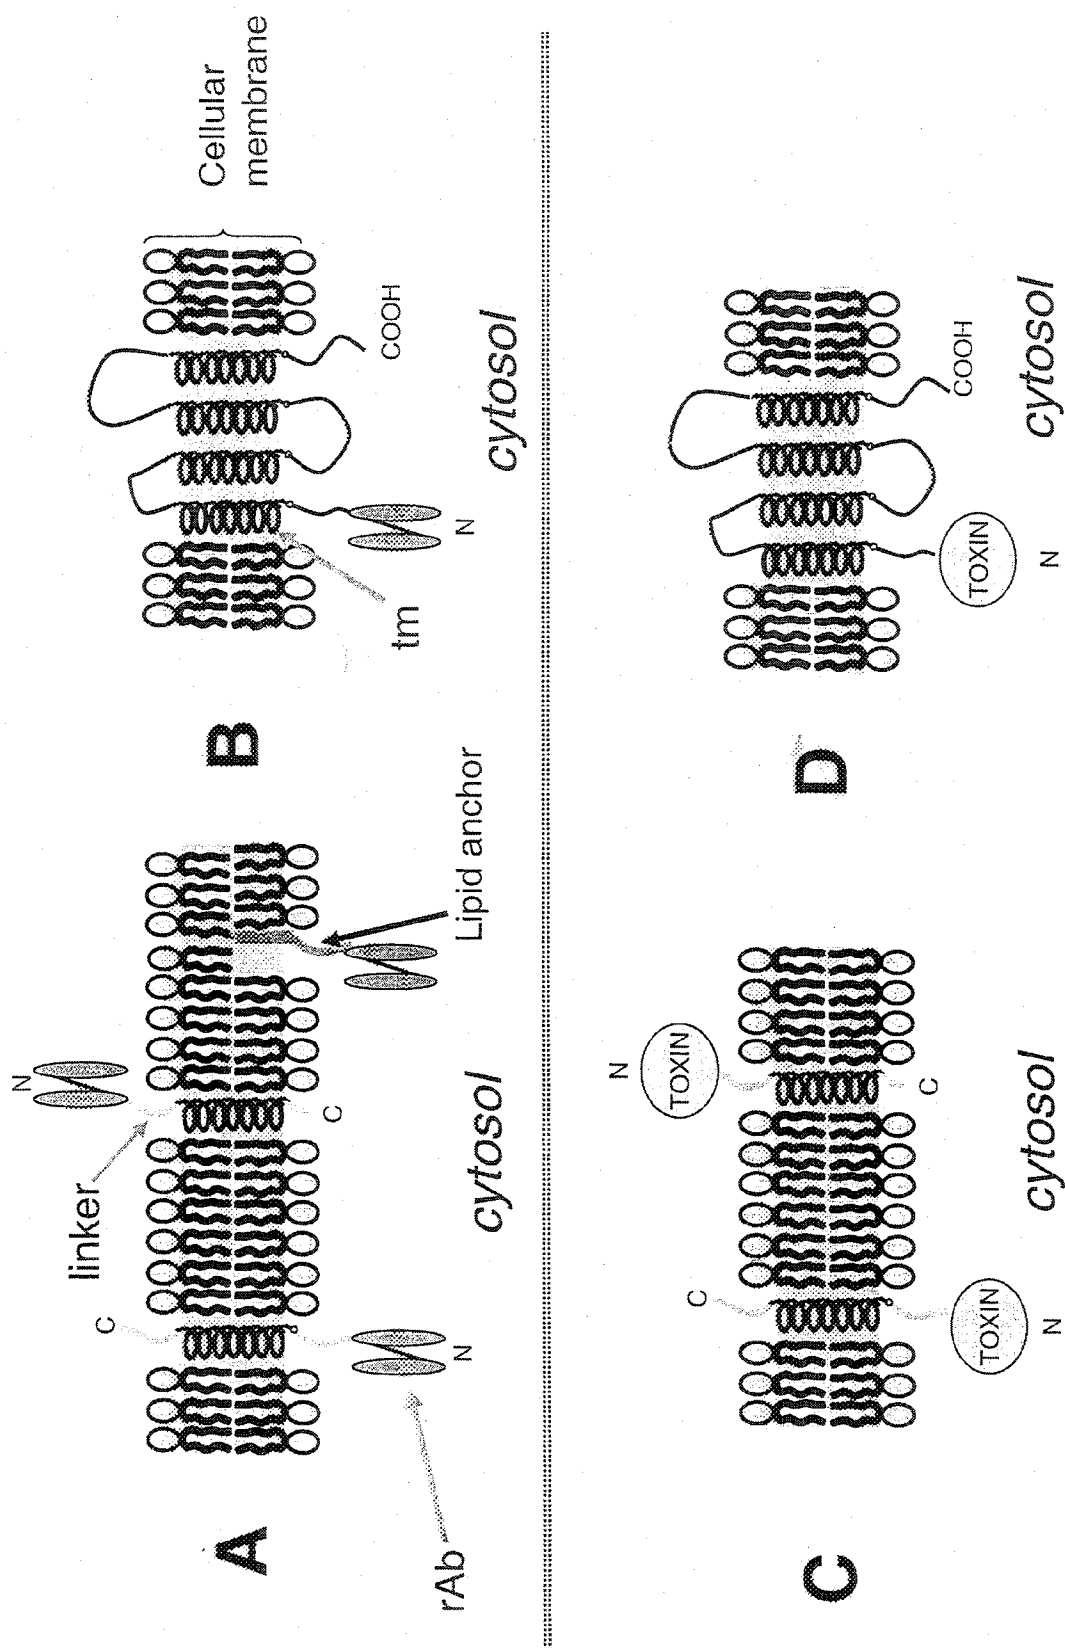 A
rAb
C
N
linker
N
C
Lipid anchor
cytosol
B
tm
N
COOH
Cellular
membrane
cytosol
C
C
TOXIN
N
N
TOXIN
C
cytosol
D
TOXIN
N
COOH
cytosol